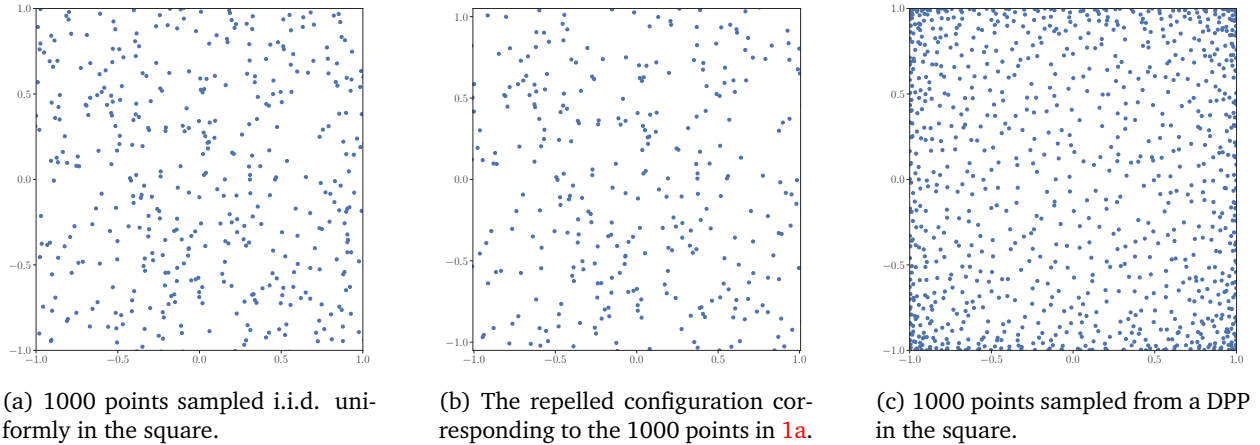 1.0
0.5
0.0
−0.5
−1.0
−1.0 −0.5 0.0 0.5 1.0
(a) 1000 points sampled i.i.d. uni-
formly in the square.
1.0
0.5
0.0
−0.5
−1.0
−1.0 −0.5 0.0 0.5 1.0
(b) The repelled configuration cor-
responding to the 1000 points in 1a.
1.0
0.5
0.0
−0.5
−1.0
−1.0 −0.5 0.0 0.5 1.0
(c) 1000 points sampled from a DPP
in the square.